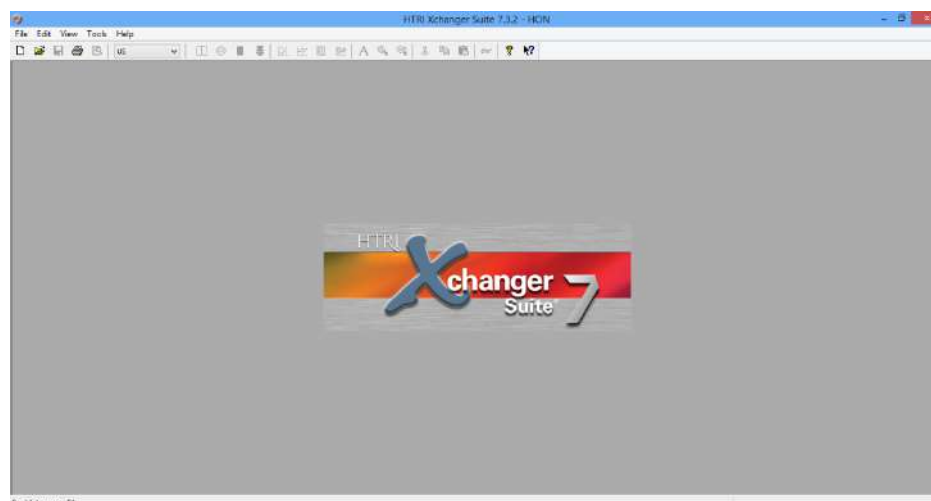 HTRI Xchanger Suite 7.3.2 - HON
File Edit View Tools Help
US
HTRI
Xchanger
Suite 7